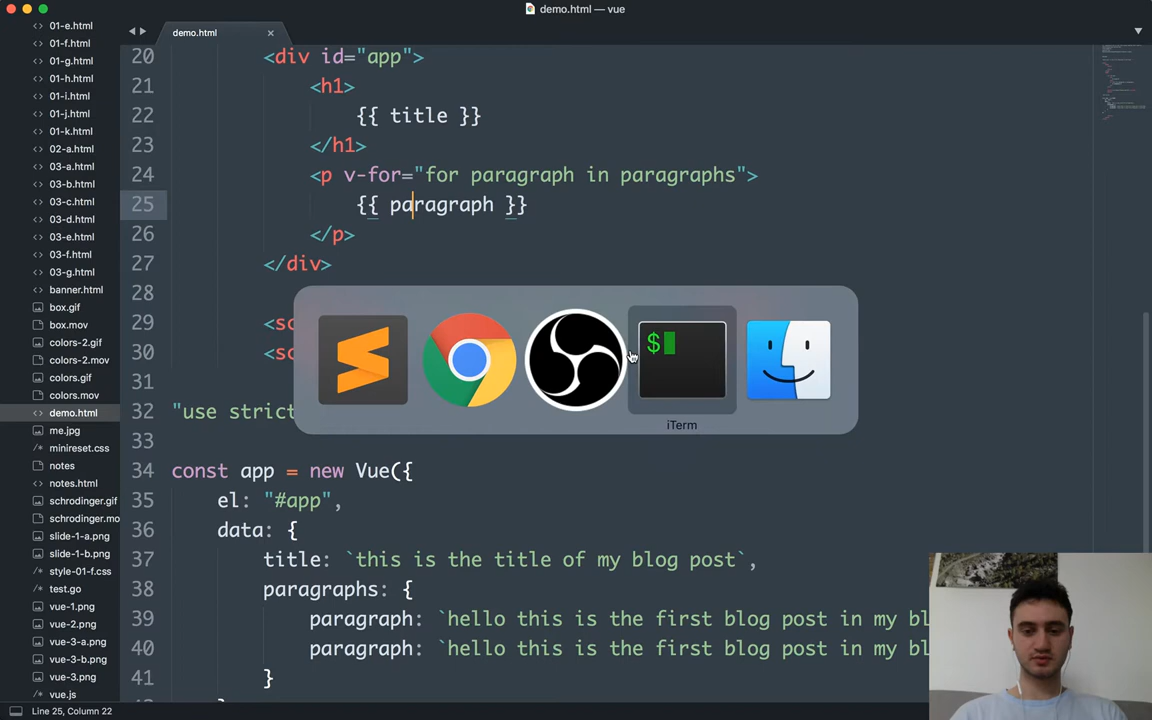 demo.html — vue
01-e.html
01-f.html
01-g.html
01-h.html
01-i.html
01-j.html
01-k.html
02-a.html
03-a.html
03-b.html
03-c.html
03-d.html
03-e.html
03-f.html
03-g.html
banner.html
box.gif
box.mov
colors-2.gif
colors-2.mov
colors.gif
colors.mov
demo.html
me.jpg
minireset.css
notes
notes.html
schrodinger.gif
schrodinger.mo
slide-1-a.png
slide-1-b.png
style-01-f.css
test.go
vue-1.png
vue-2.png
vue-3-a.png
vue-3-b.png
vue-3.png
vue.js
demo.html
20 <div id="app">
21 <h1>
22 {{ title }}
23 </h1>
24 <p v-for="for paragraph in paragraphs">
25 {{ paragraph }}
26 </p>
27 </div>
28
29 <sc
30 <sc
31
32 "use strict
33
34 const app = new Vue({
35 el: "#app",
36 data: {
37 title: `this is the title of my blog post`,
38 paragraphs: {
39 paragraph: `hello this is the first blog post in my bl
40 paragraph: `hello this is the first blog post in my bl
41 }
$
iTerm
Line 25, Column 22